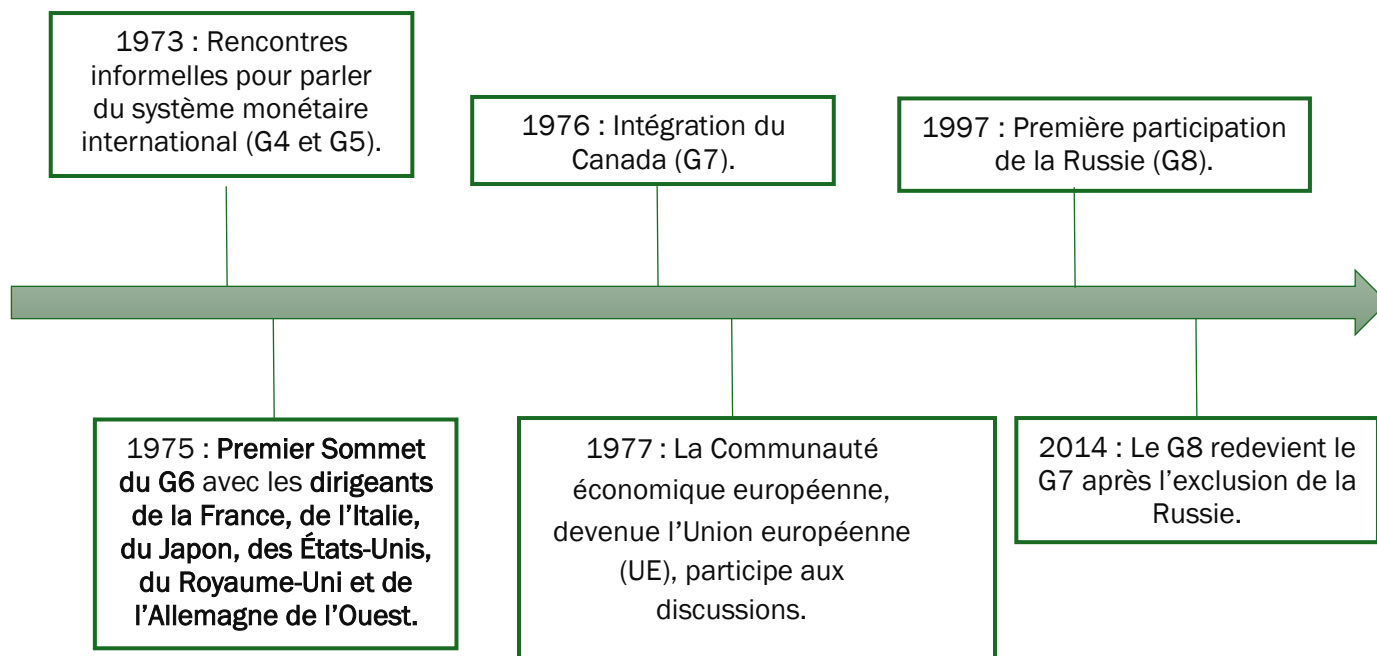 1973 : Rencontres
informelles pour parler
du système monétaire
international (G4 et G5).
1976 : Intégration du
Canada (G7).
1997 : Première participation
de la Russie (G8).
1975 : Premier Sommet
du G6 avec les dirigeants
de la France, de l’Italie,
du Japon, des États-Unis,
du Royaume-Uni et de
l’Allemagne de l’Ouest.
1977 : La Communauté
économique européenne,
devenue l’Union européenne
(UE), participe aux
discussions.
2014 : Le G8 redevient le
G7 après l’exclusion de la
Russie.